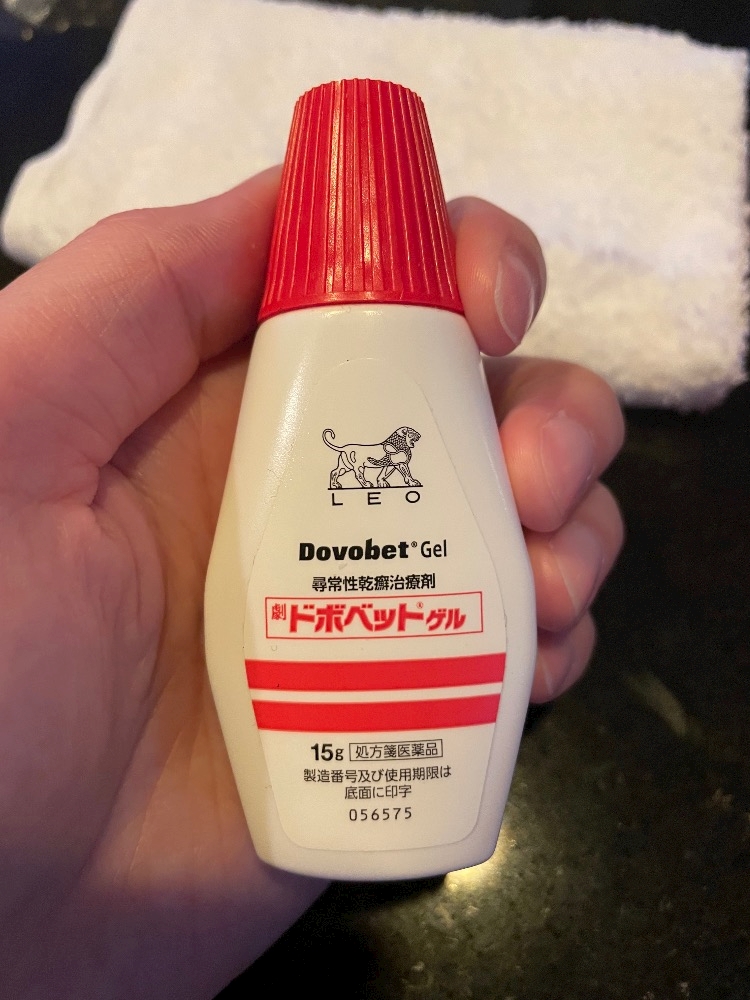 LEO
Dovobet® Gel
尋常性乾癬治療剤
劇 ドボベット®ゲル
15g 処方箋医薬品
製造番号及び使用期限は
底面に印字
056575